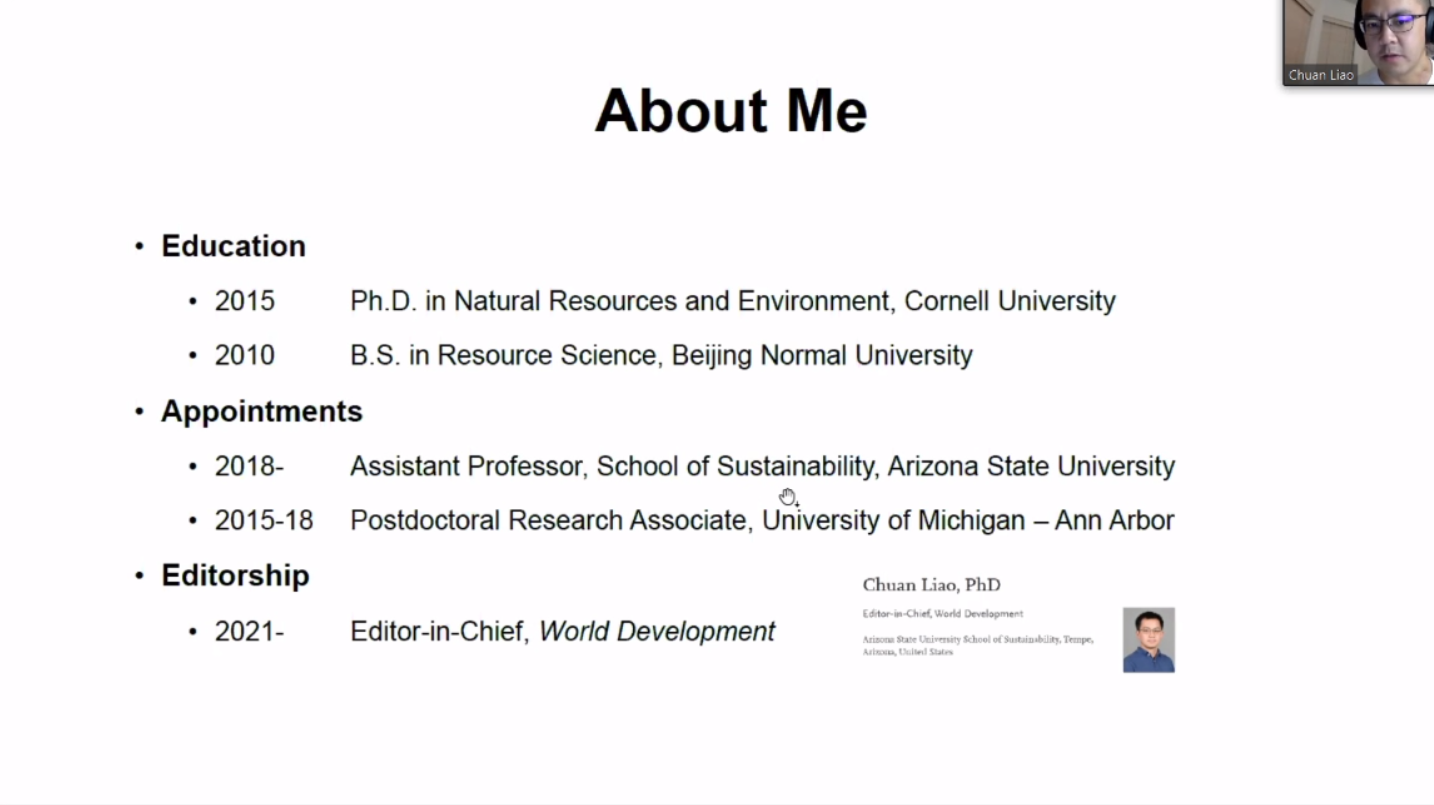 Chuan Liao
About Me
• Education
• 2015 Ph.D. in Natural Resources and Environment, Cornell University
• 2010 B.S. in Resource Science, Beijing Normal University
• Appointments
• 2018- Assistant Professor, School of Sustainability, Arizona State University
• 2015-18 Postdoctoral Research Associate, University of Michigan – Ann Arbor
• Editorship
• 2021- Editor-in-Chief, World Development
Chuan Liao, PhD
Editor-in-Chief, World Development
Arizona State University School of Sustainability, Tempe,
Arizona, United States